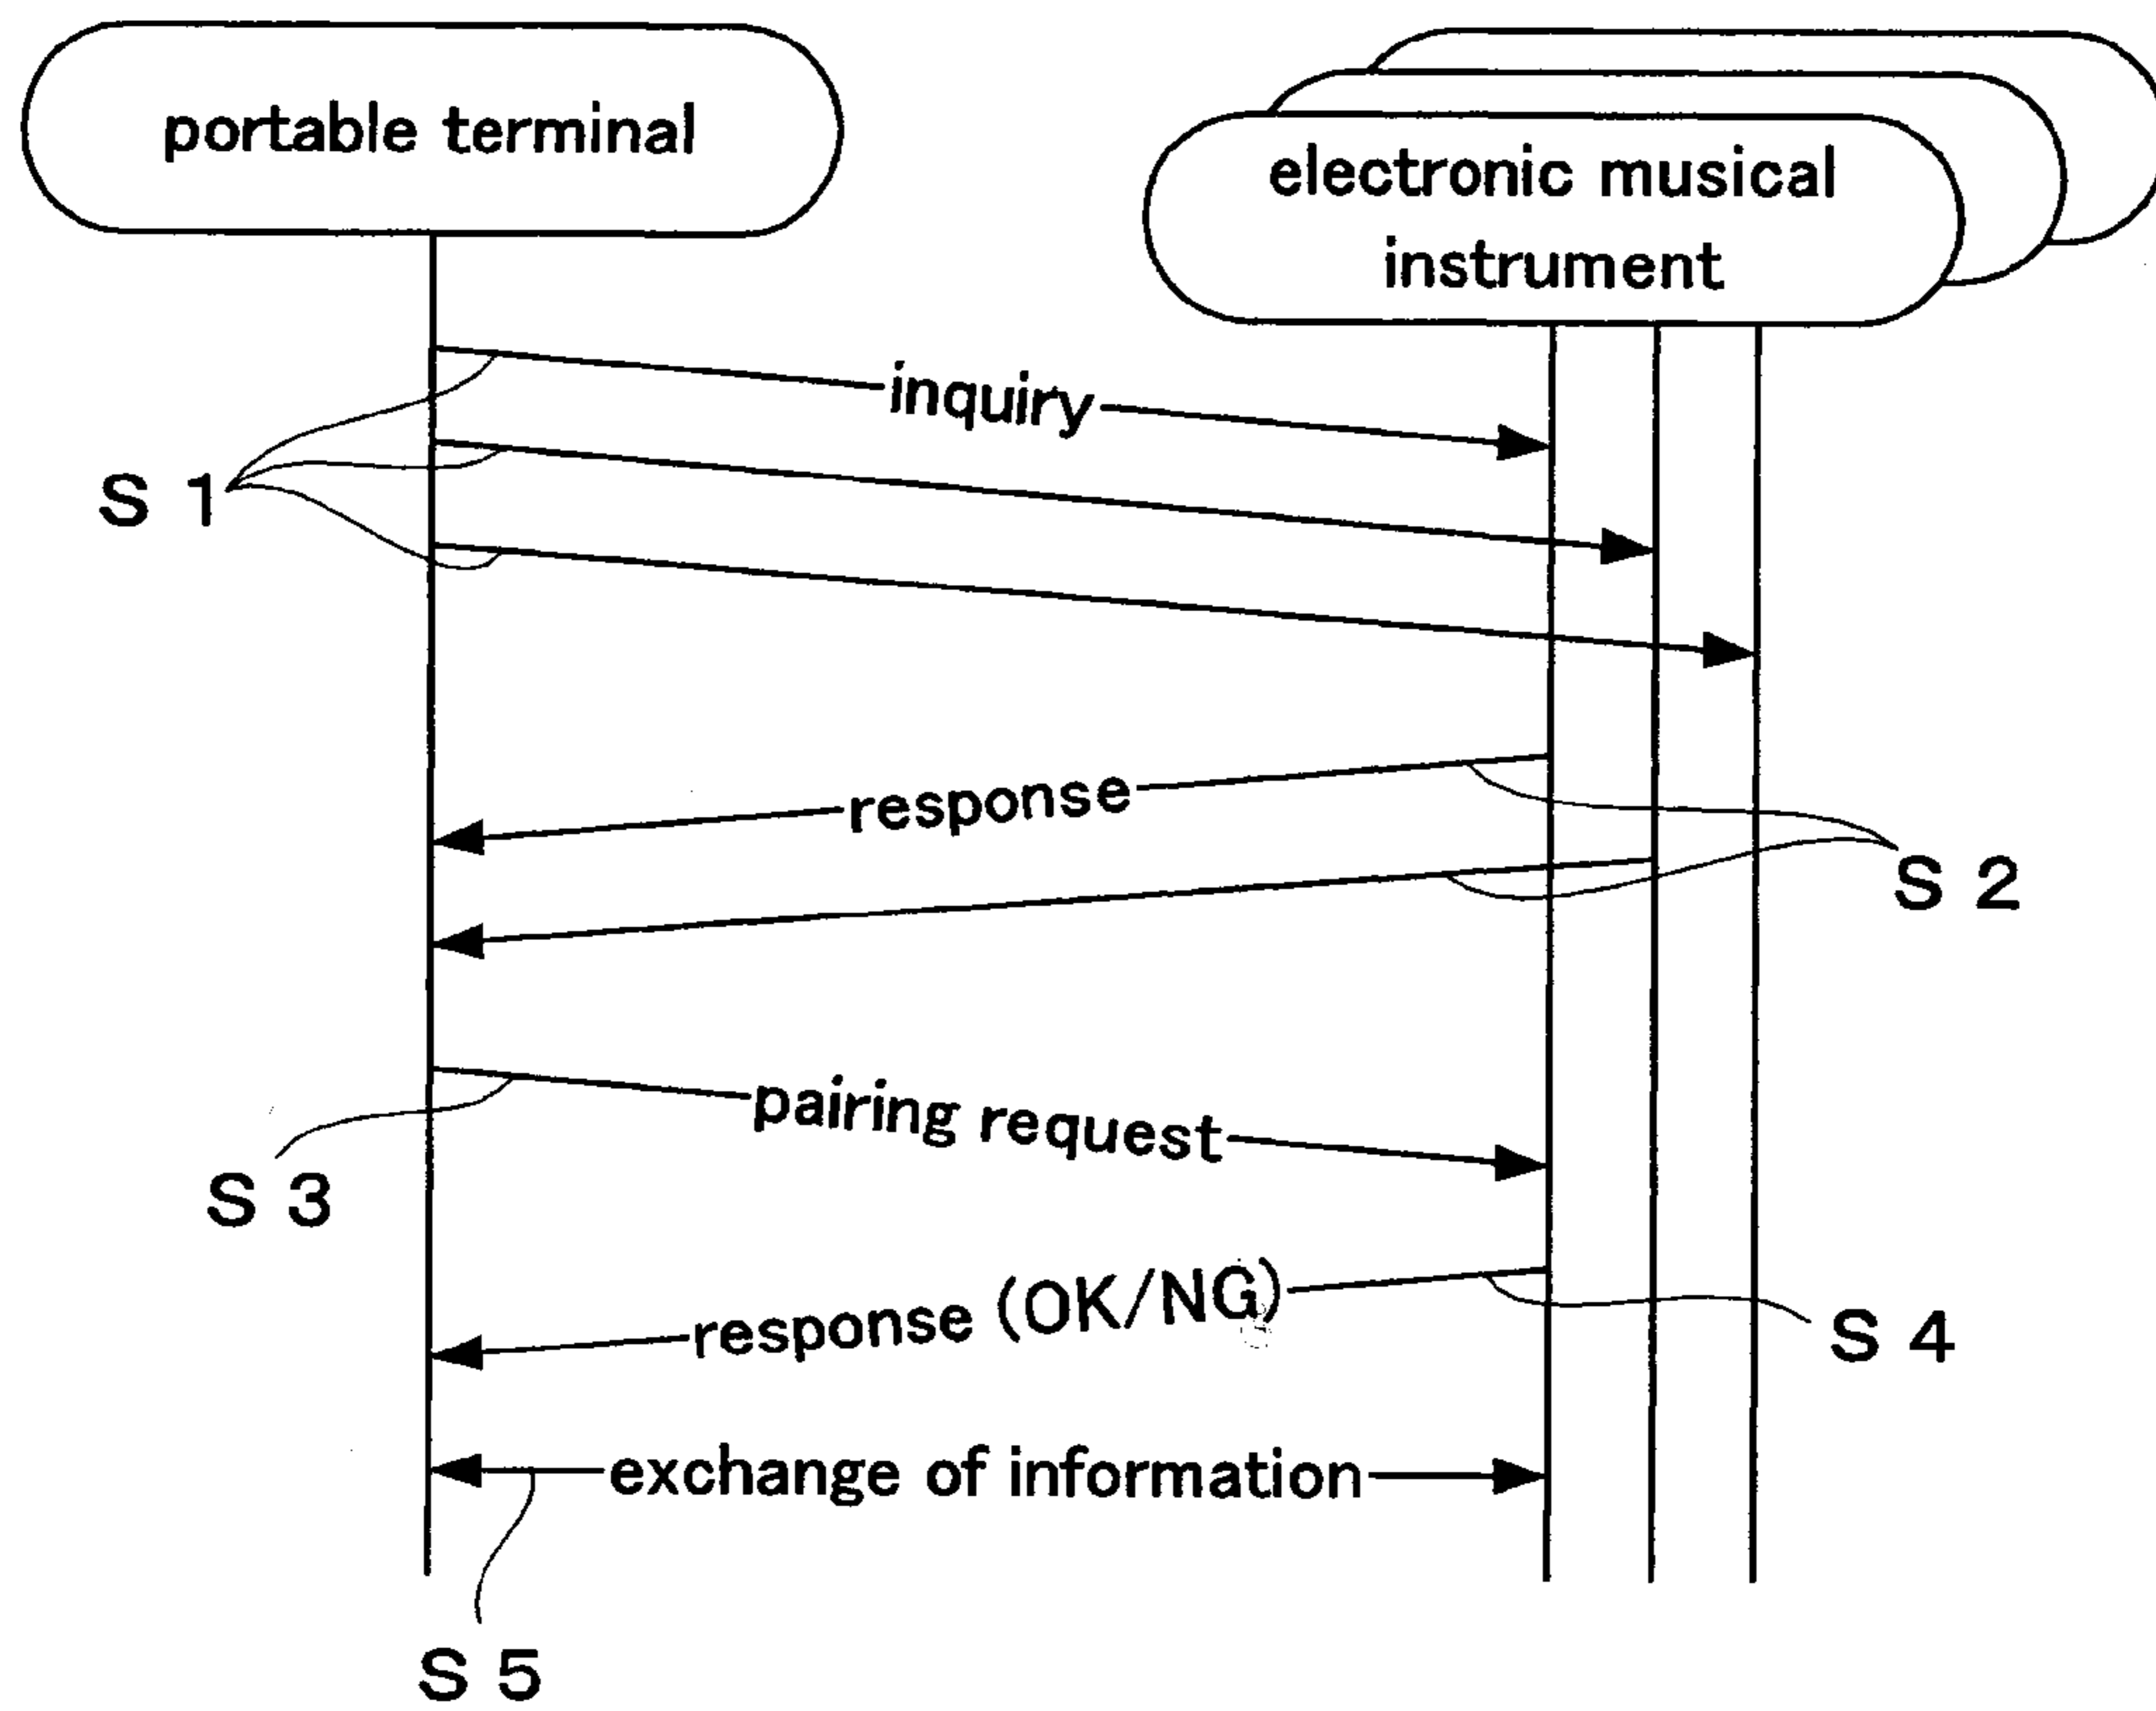 portable terminal
electronic musical
instrument
inquiry
S 1
response
S 2
pairing request
S 3
response (OK/NG)
S 4
exchange of information
S 5